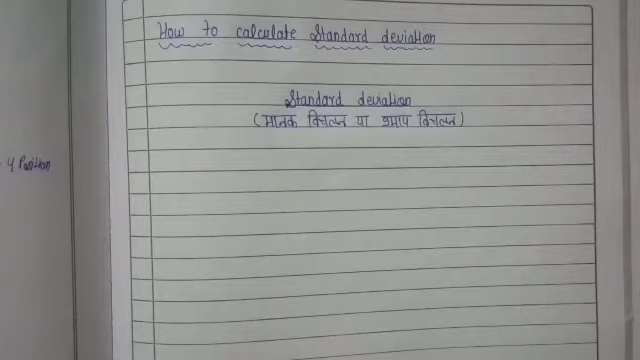 How to calculate Standard deviation
Standard deviation
(मानक विचलन या प्रमाप विचलन)
4 Position